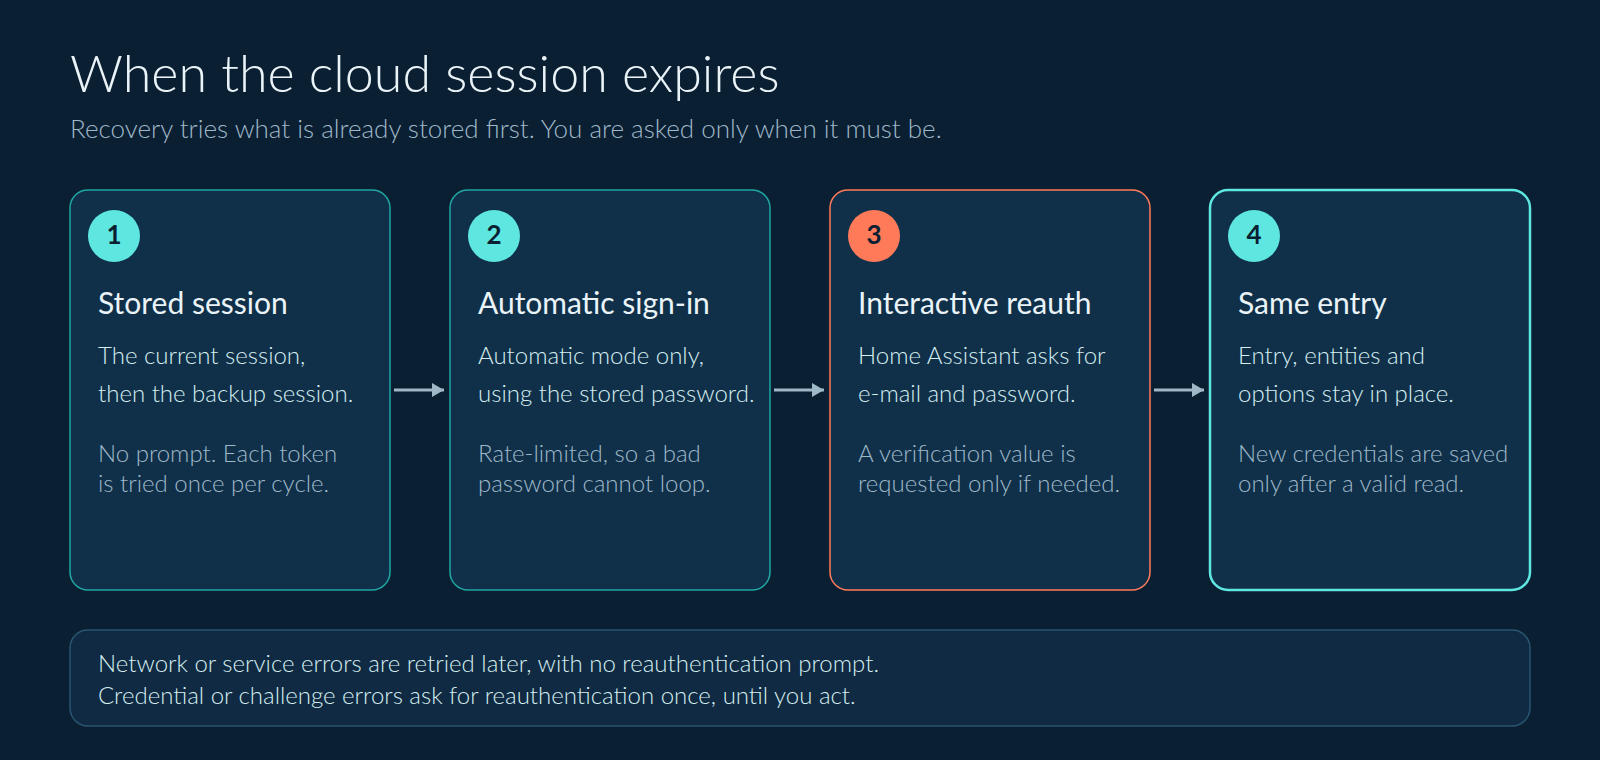 When the cloud session expires
Recovery tries what is already stored first. You are asked only when it must be.
1
Stored session
The current session,
then the backup session.
No prompt. Each token
is tried once per cycle.
2
Automatic sign-in
Automatic mode only,
using the stored password.
Rate-limited, so a bad
password cannot loop.
3
Interactive reauth
Home Assistant asks for
e-mail and password.
A verification value is
requested only if needed.
4
Same entry
Entry, entities and
options stay in place.
New credentials are saved
only after a valid read.
Network or service errors are retried later, with no reauthentication prompt.
Credential or challenge errors ask for reauthentication once, until you act.